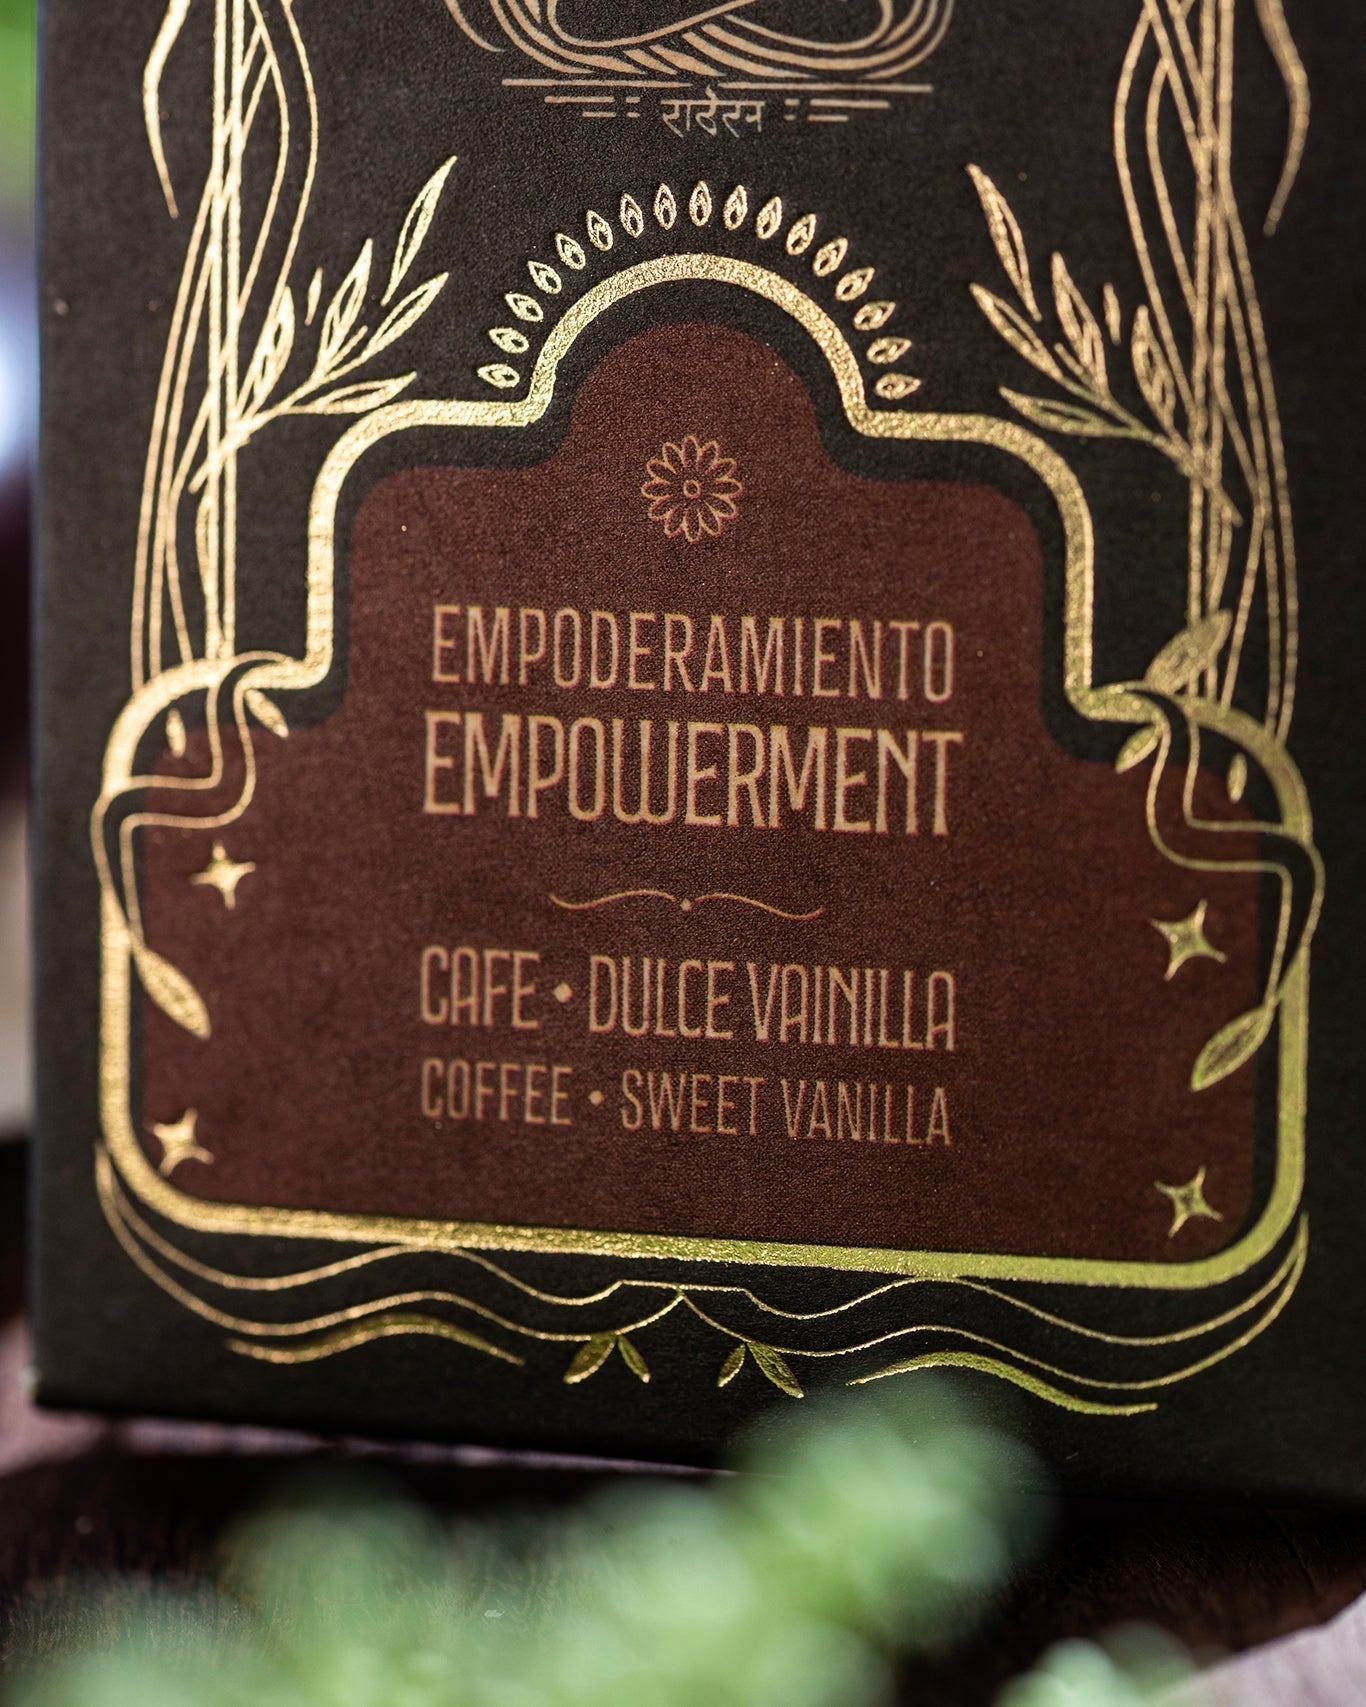 EMPODERAMIENTO
EMPOWERMENT
CAFE • DULCE VAINILLA
COFFEE • SWEET VANILLA